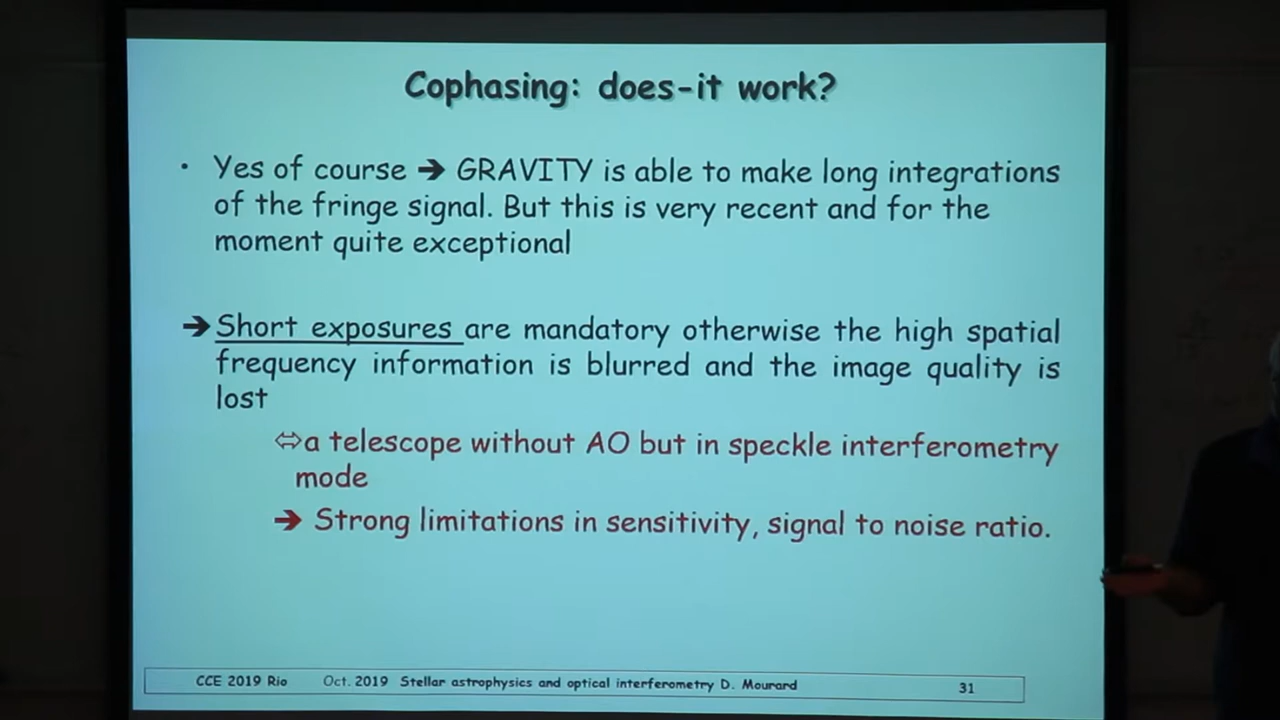 Cophasing: does-it work?
• Yes of course ➔ GRAVITY is able to make long integrations
of the fringe signal. But this is very recent and for the
moment quite exceptional
➔ Short exposures are mandatory otherwise the high spatial
frequency information is blurred and the image quality is
lost
⇔ a telescope without AO but in speckle interferometry
mode
➔ Strong limitations in sensitivity, signal to noise ratio.
CCE 2019 Rio Oct. 2019 Stellar astrophysics and optical interferometry D. Mourard 31